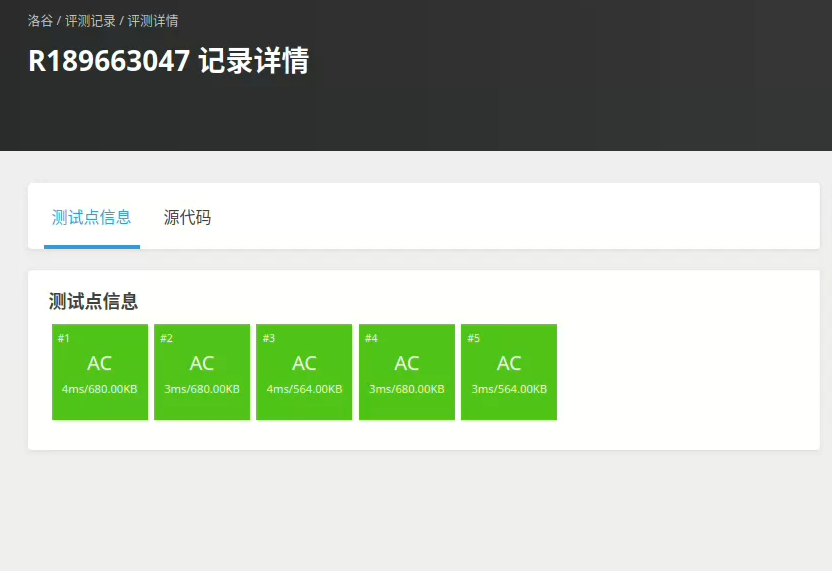 洛谷 / 评测记录 / 评测详情
R189663047 记录详情
测试点信息 源代码
测试点信息
#1 #2 #3 #4 #5
AC AC AC AC AC
4ms/680.00KB 3ms/680.00KB 4ms/564.00KB 3ms/680.00KB 3ms/564.00KB